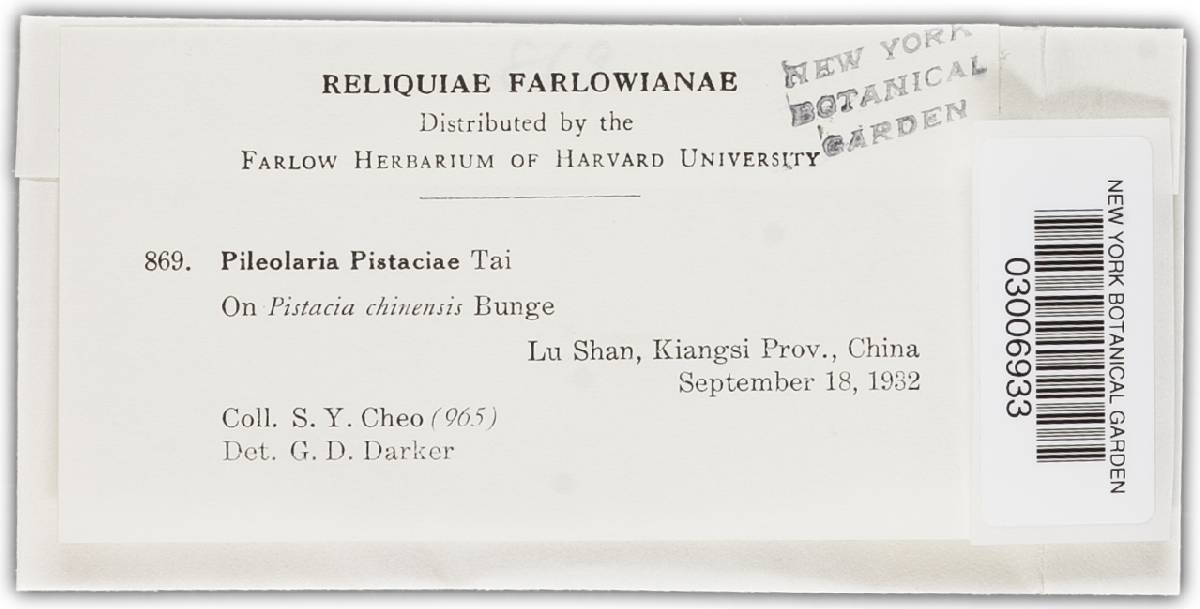 RELIQUIAE FARLOWIANAE
Distributed by the
FARLOW HERBARIUM OF HARVARD UNIVERSITY
NEW YORK
BOTANICAL
GARDEN
869. Pileolaria Pistaciae Tai
On Pistacia chinensis Bunge
Lu Shan, Kiangsi Prov., China
September 18, 1932
Coll. S. Y. Cheo (965)
Det. G. D. Darker
NEW YORK BOTANICAL GARDEN
03006933